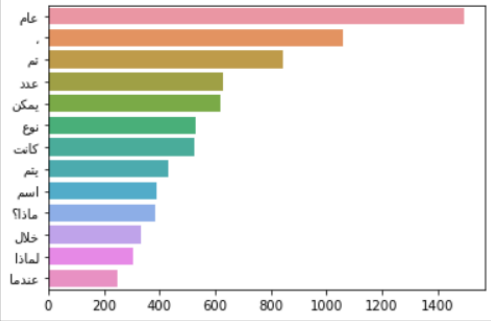 عام
,
تم
عدد
يمكن
نوع
كانت
يتم
اسم
ماذا؟
خلال
لماذا
عندما
0 200 400 600 800 1000 1200 1400